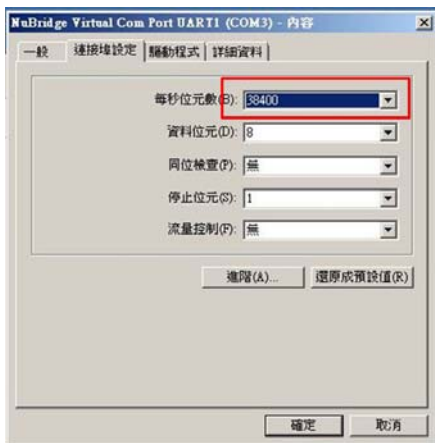 NuBridge Virtual Com Port UART1 (COM3) - 內容
一般 連接埠設定 驅動程式 詳細資料
每秒位元數(B): 38400
資料位元(D): 8
同位檢查(P): 無
停止位元(S): 1
流量控制(F): 無
進階(A)... 還原成預設值(R)
確定 取消